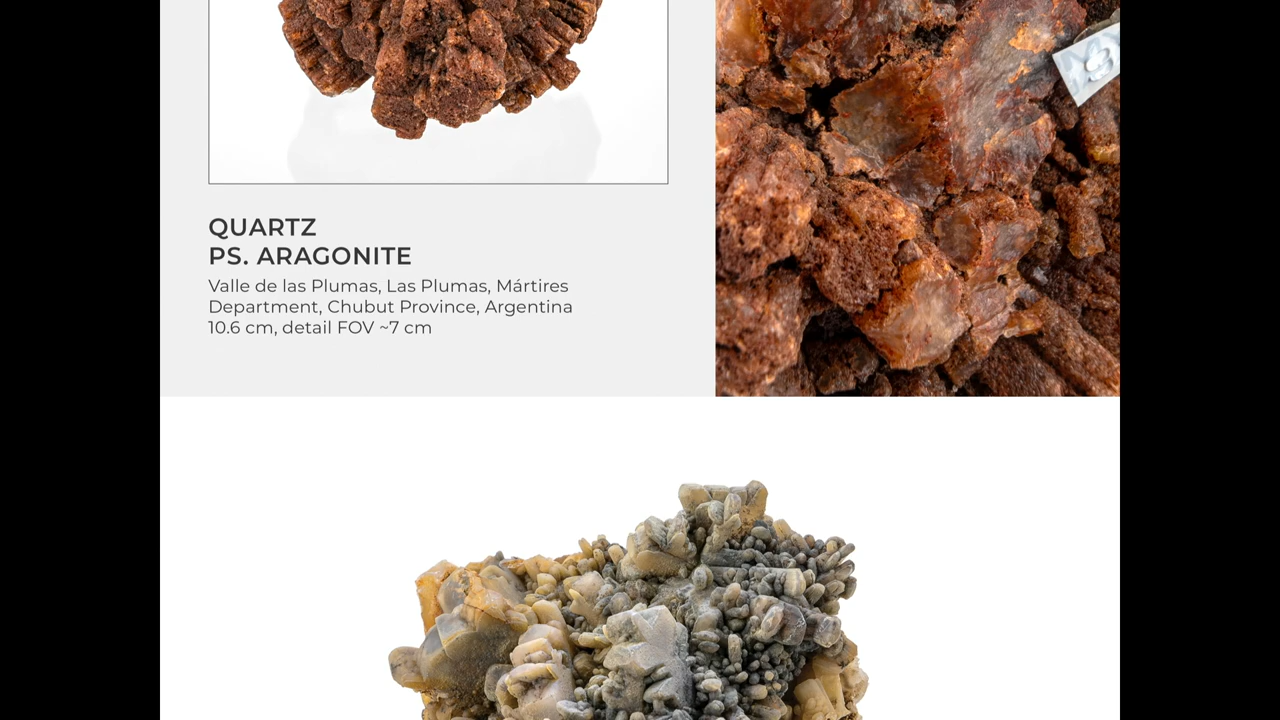 QUARTZ
PS. ARAGONITE
Valle de las Plumas, Las Plumas, Mártires
Department, Chubut Province, Argentina
10.6 cm, detail FOV ~7 cm